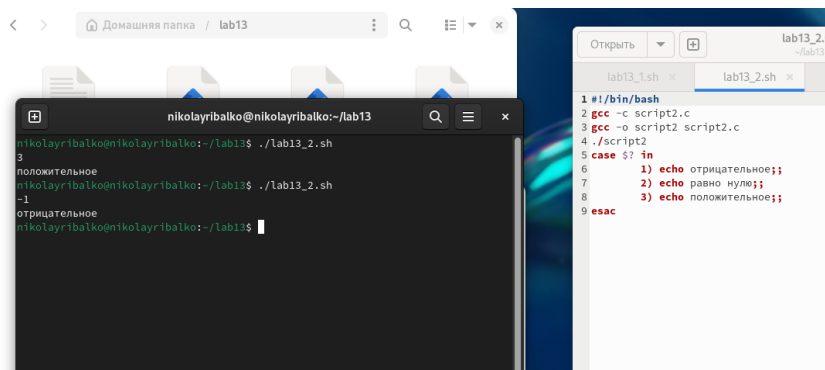 Домашняя папка / lab13
nikolayribalko@nikolayribalko:~/lab13
nikolayribalko@nikolayribalko:~/lab13$ ./lab13_2.sh
3
положительное
nikolayribalko@nikolayribalko:~/lab13$ ./lab13_2.sh
-1
отрицательное
nikolayribalko@nikolayribalko:~/lab13$
Открыть
lab13_2.
~/lab13
lab13_1.sh
lab13_2.sh
1 #!/bin/bash
2 gcc -c script2.c
3 gcc -o script2 script2.c
4 ./script2
5 case $? in
6 1) echo отрицательное;;
7 2) echo равно нулю;;
8 3) echo положительное;;
9 esac